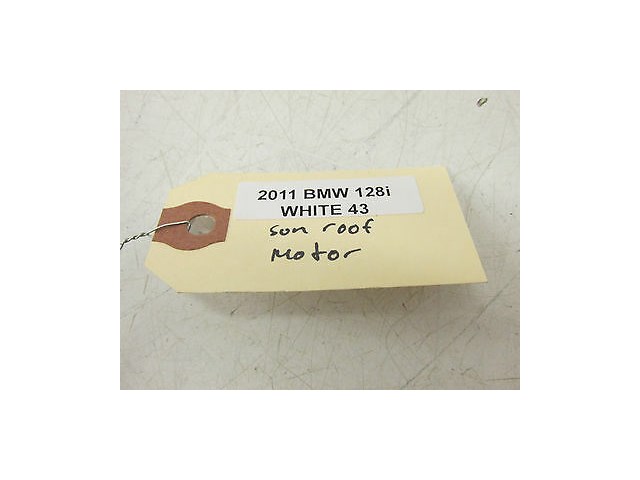 2011 BMW 128i
WHITE 43
sun roof
Motor